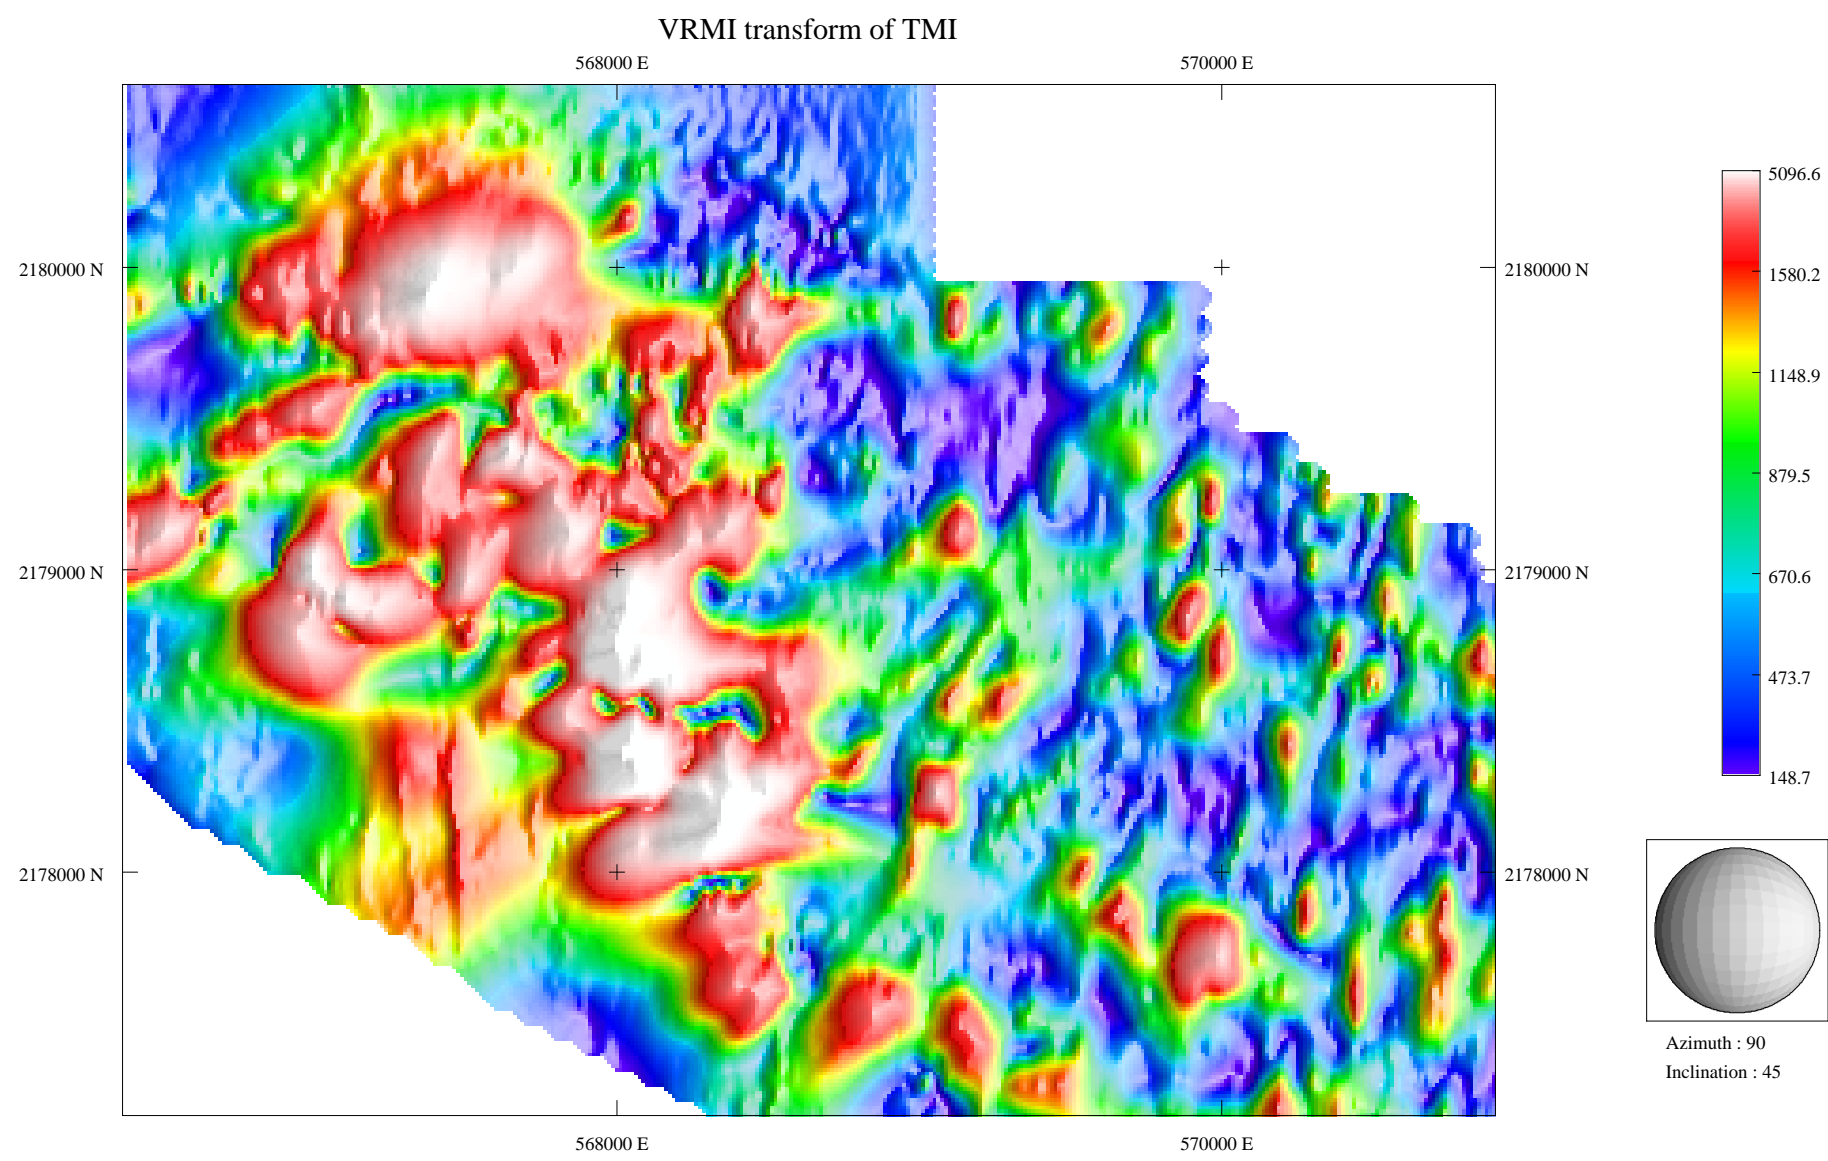 VRMI transform of TMI
568000 E 570000 E
2180000 N 2180000 N
2179000 N 2179000 N
2178000 N 2178000 N
568000 E 570000 E
5096.6
1580.2
1148.9
879.5
670.6
473.7
148.7
Azimuth : 90
Inclination : 45